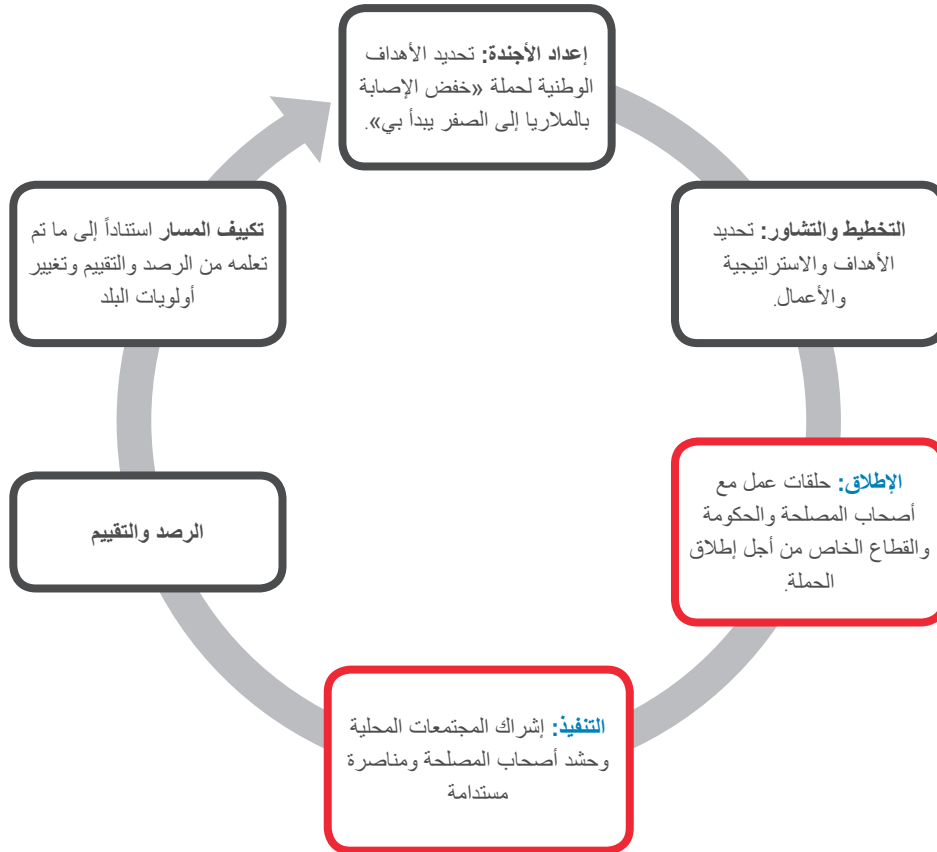 إعداد الأجندة: تحديد الأهداف
الوطنية لحملة «خفض الإصابة
بالملاريا إلى الصفر يبدأ بي».
التخطيط والتشاور: تحديد
الأهداف والاستراتيجية
والأعمال.
الإطلاق: حلقات عمل مع
أصحاب المصلحة والحكومة
والقطاع الخاص من أجل إطلاق
الحملة.
التنفيذ: إشراك المجتمعات المحلية
وحشد أصحاب المصلحة ومناصرة
مستدامة
الرصد والتقييم
تكييف المسار استناداً إلى ما تم
تعلمه من الرصد والتقييم وتغيير
أولويات البلد